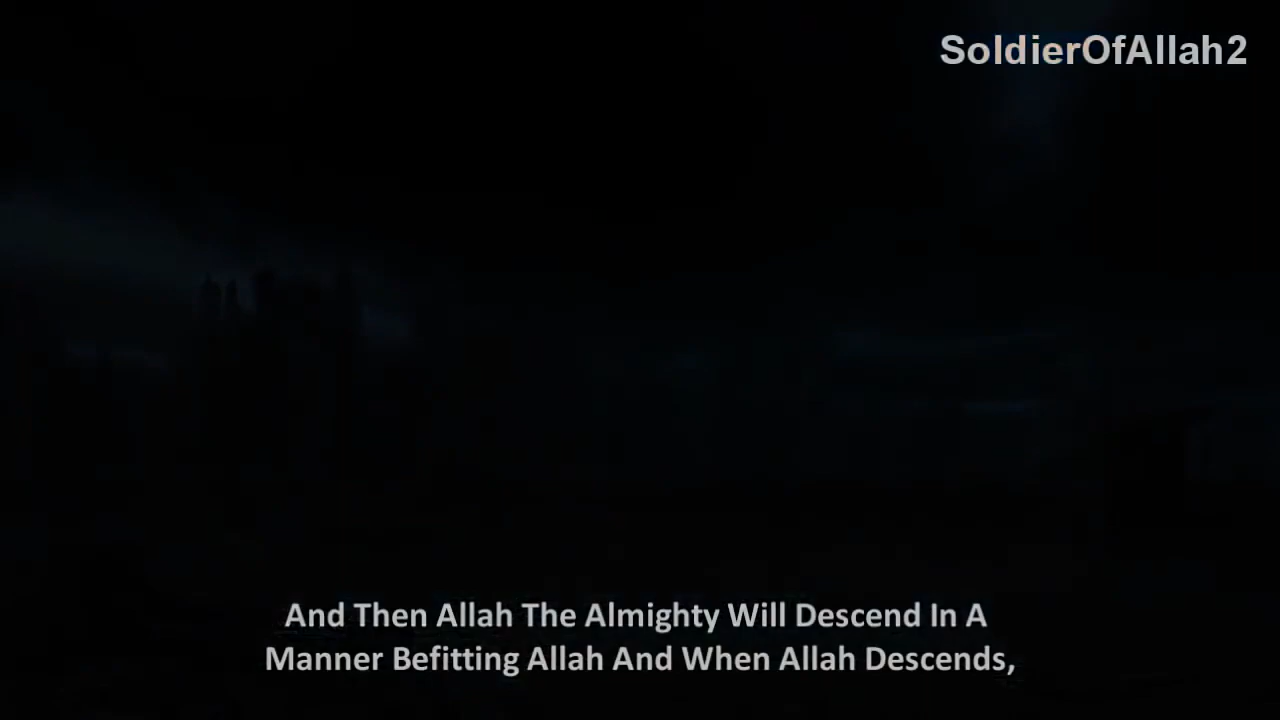 SoldierOfAllah2
And Then Allah The Almighty Will Descend In A
Manner Befitting Allah And When Allah Descends,